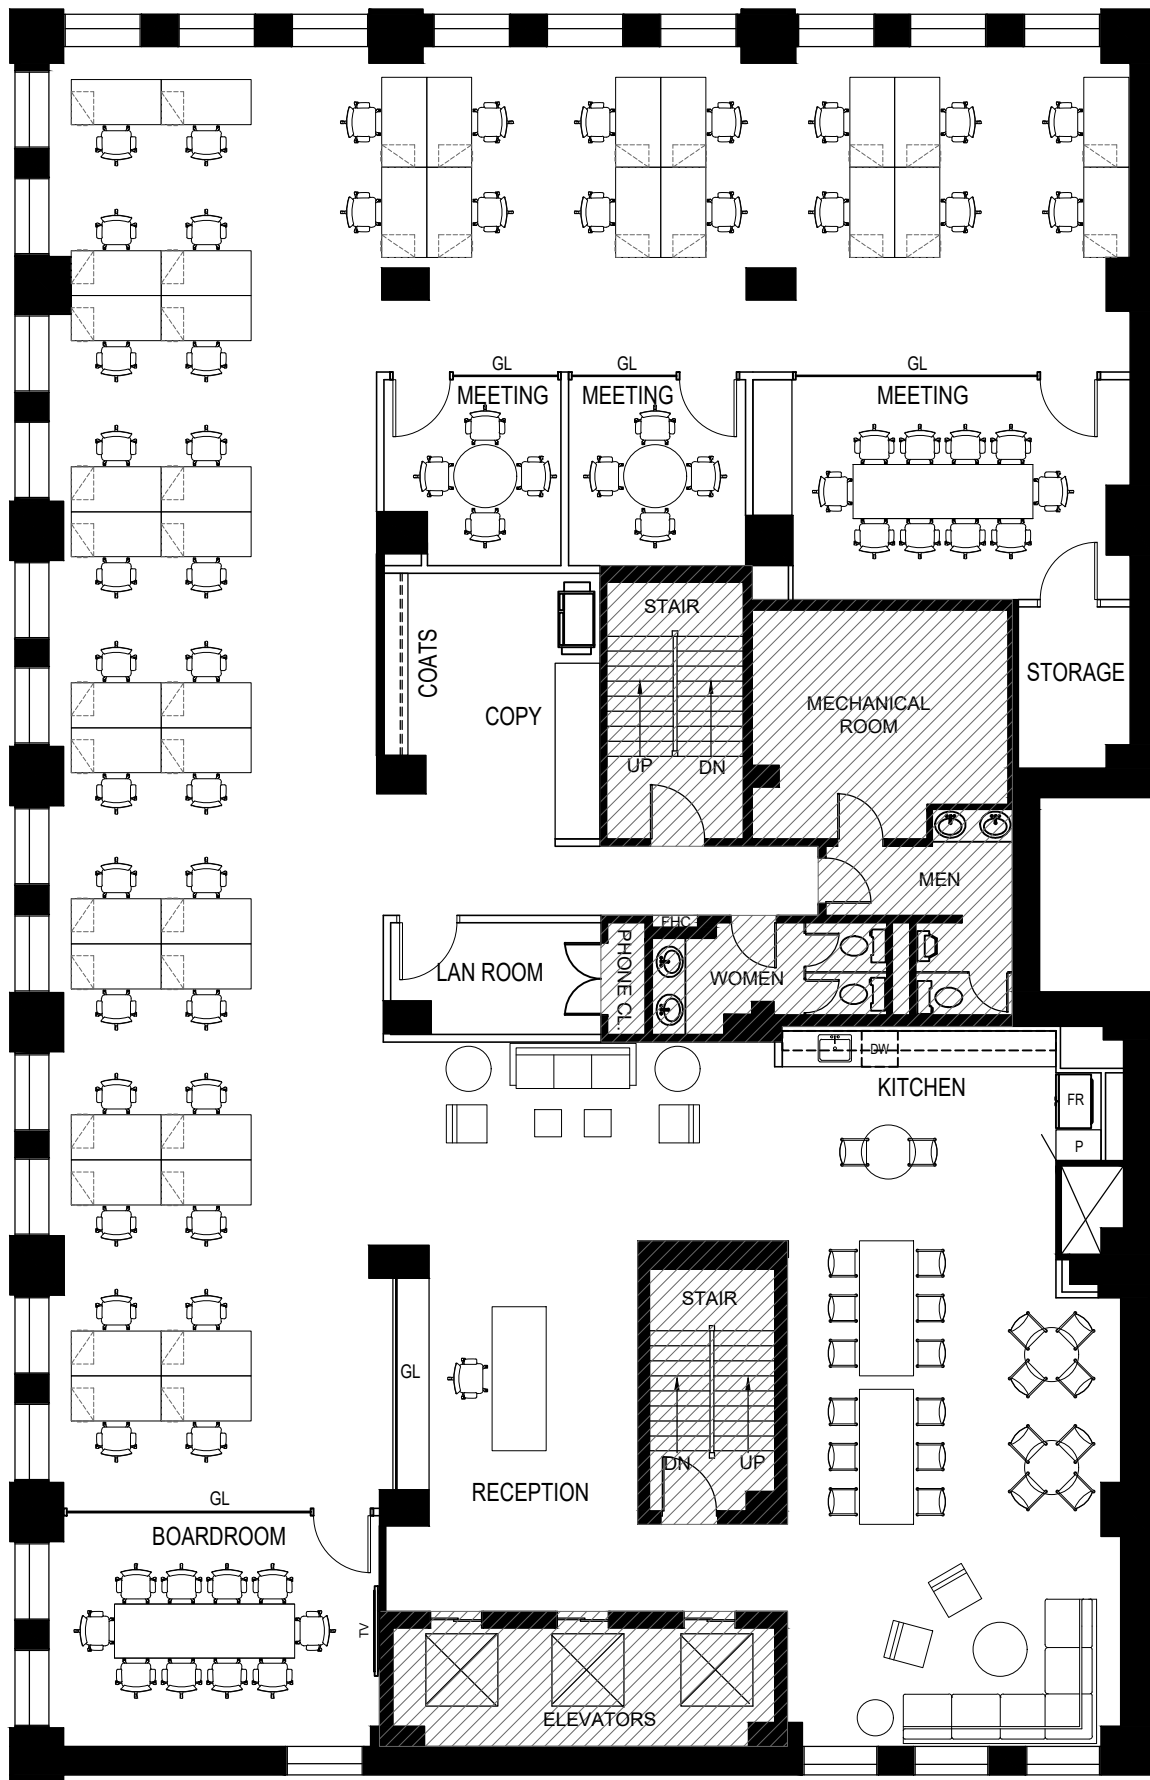 GL
GL
GL
MEETING
MEETING
MEETING
STAIR
COATS
STORAGE
MECHANICAL
ROOM
COPY
UP
DN
MEN
FHC
PHONE CL.
LAN ROOM
WOMEN
DW
KITCHEN
FR
P
STAIR
GL
DN
UP
RECEPTION
GL
BOARDROOM
TV
ELEVATORS